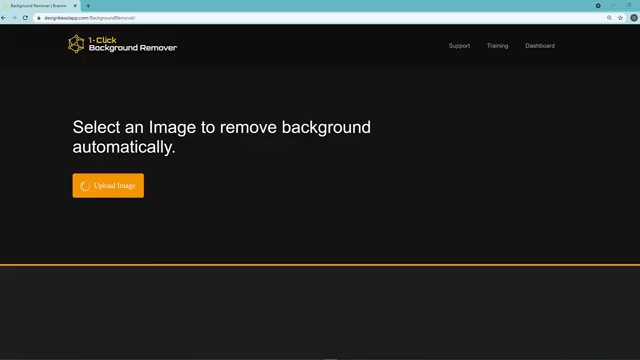 Background Remover | Brainmin
designbeastapp.com/BackgroundRemoval/
1-Click
Background Remover
Support
Training
Dashboard
Select an Image to remove background
automatically.
Upload Image